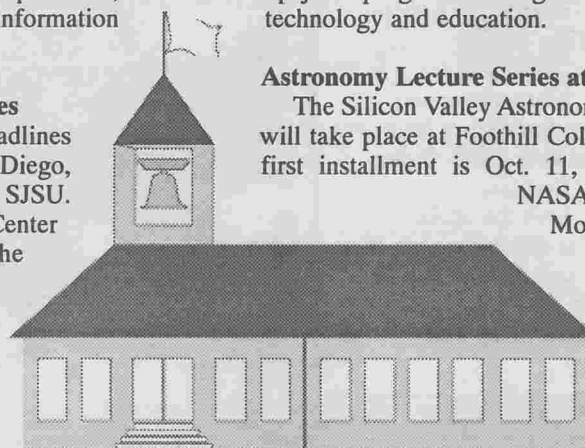 nformation
es
adlines
Diego,
SJSU.
Center
he
technology and education.
Astronomy Lecture Series at
The Silicon Valley Astronom
will take place at Foothill Col
first installment is Oct. 11,
NASA
Mo